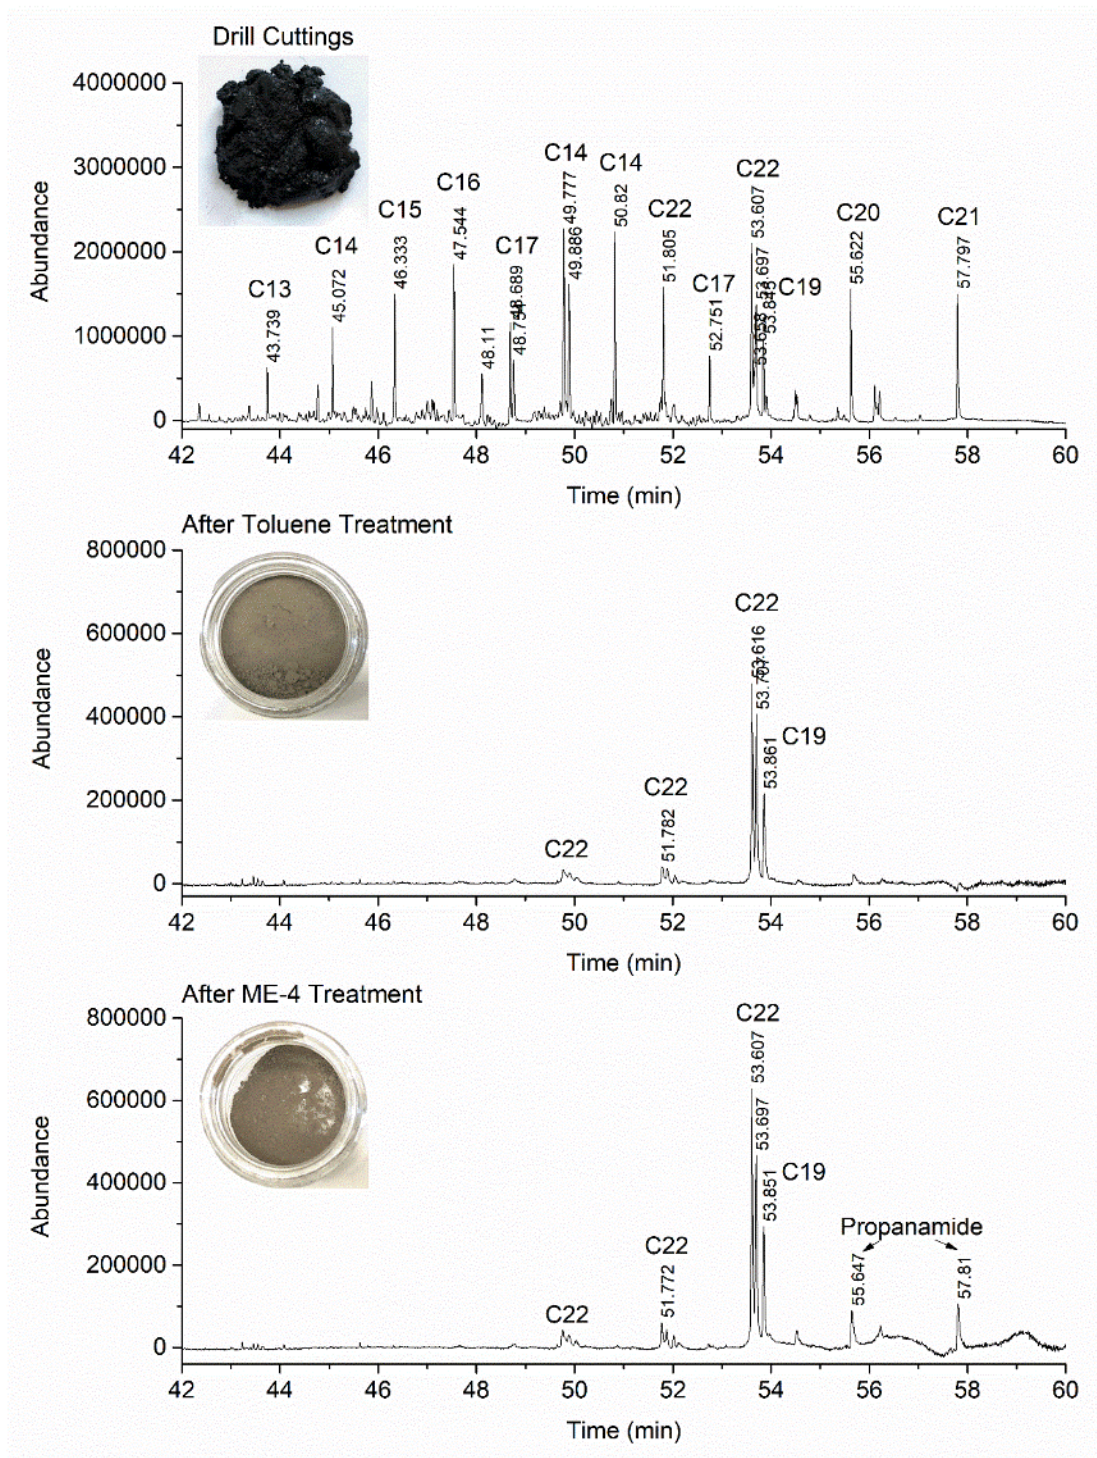 Drill Cuttings
Abundance
4000000
3000000
2000000
1000000
0
C13
43.739
C14
45.072
C15
46.333
C16
47.544
48.11
C17
48.689
48.754
C14
49.777
49.886
C14
50.82
C22
51.805
C17
52.751
C22
53.607
53.658
53.697
53.845
C19
C20
55.622
C21
57.797
42 44 46 48 50 52 54 56 58 60
Time (min)
After Toluene Treatment
Abundance
800000
600000
400000
200000
0
C22
C22
51.782
C22
53.616
53.707
53.861
C19
42 44 46 48 50 52 54 56 58 60
Time (min)
After ME-4 Treatment
Abundance
800000
600000
400000
200000
0
C22
C22
51.772
C22
53.607
53.697
53.851
C19
Propanamide
55.647
57.81
42 44 46 48 50 52 54 56 58 60
Time (min)